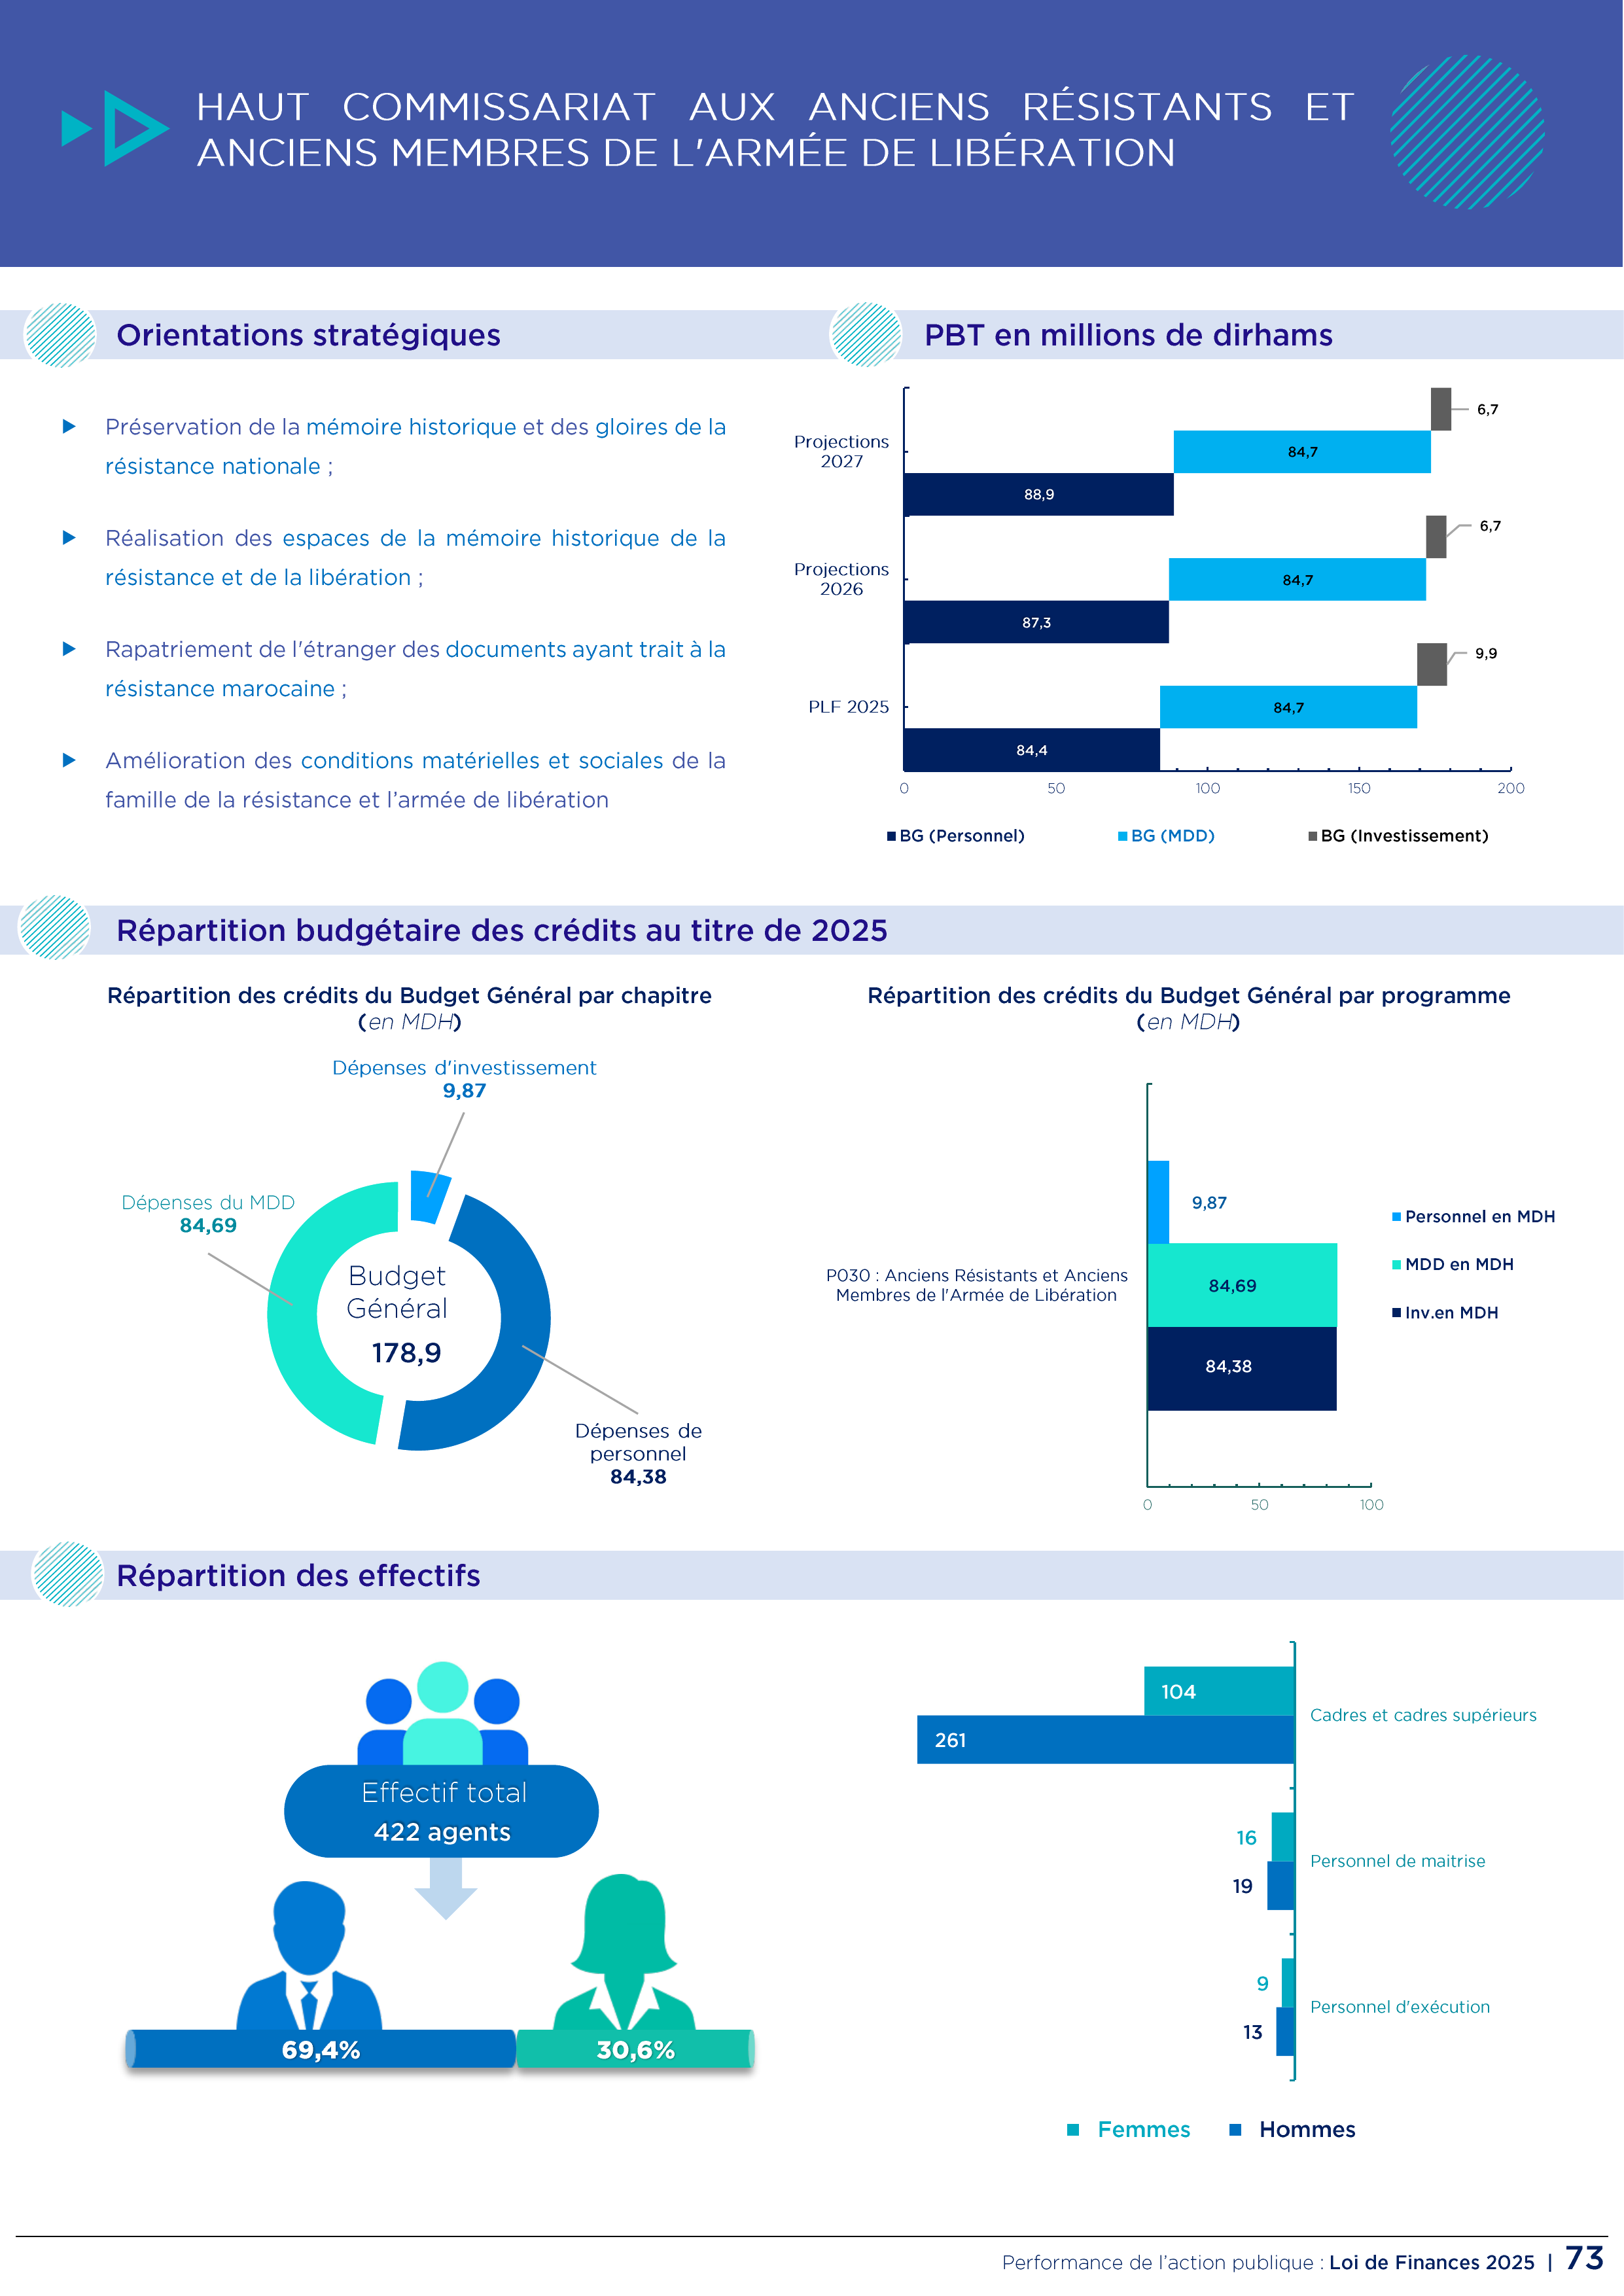 HAUT COMMISSARIAT AUX ANCIENS RÉSISTANTS ET
ANCIENS MEMBRES DE L'ARMÉE DE LIBÉRATION
Orientations stratégiques
Préservation de la mémoire historique et des gloires de la
résistance nationale ;
Réalisation des espaces de la mémoire historique de la
résistance et de la libération ;
Rapatriement de l'étranger des documents ayant trait à la
résistance marocaine ;
Amélioration des conditions matérielles et sociales de la
famille de la résistance et l’armée de libération
PBT en millions de dirhams
6,7
Projections
2027
84,7
88,9
6,7
Projections
2026
84,7
87,3
9,9
PLF 2025
84,7
84,4
0 50 100 150 200
BG (Personnel) BG (MDD) BG (Investissement)
Répartition budgétaire des crédits au titre de 2025
Répartition des crédits du Budget Général par chapitre
(en MDH)
Dépenses d'investissement
9,87
Dépenses du MDD
84,69
Budget
Général
178,9
Dépenses de
personnel
84,38
Répartition des crédits du Budget Général par programme
(en MDH)
9,87
P030 : Anciens Résistants et Anciens
Membres de l'Armée de Libération
84,69
84,38
Personnel en MDH
MDD en MDH
Inv.en MDH
0 50 100
Répartition des effectifs
Effectif total
422 agents
69,4% 30,6%
104
Cadres et cadres supérieurs
261
16
Personnel de maitrise
19
9
Personnel d'exécution
13
Femmes Hommes
Performance de l’action publique : Loi de Finances 2025 | 73